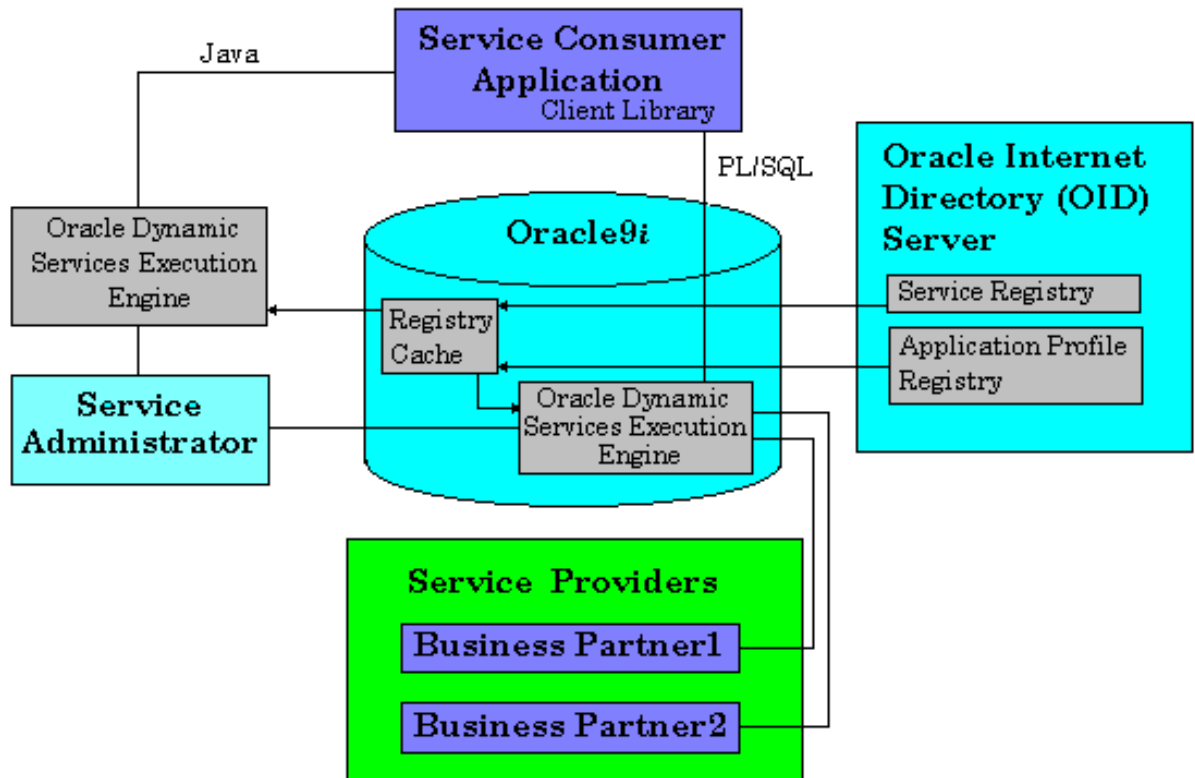 Service Consumer
Application
Client Library
Java
PL/SQL
Oracle Internet
Directory (OID)
Server
Service Registry
Application Profile
Registry
Oracle Dynamic
Services Execution
Engine
Oracle9i
Registry
Cache
Oracle Dynamic
Services Execution
Engine
Service
Administrator
Service Providers
Business Partner1
Business Partner2